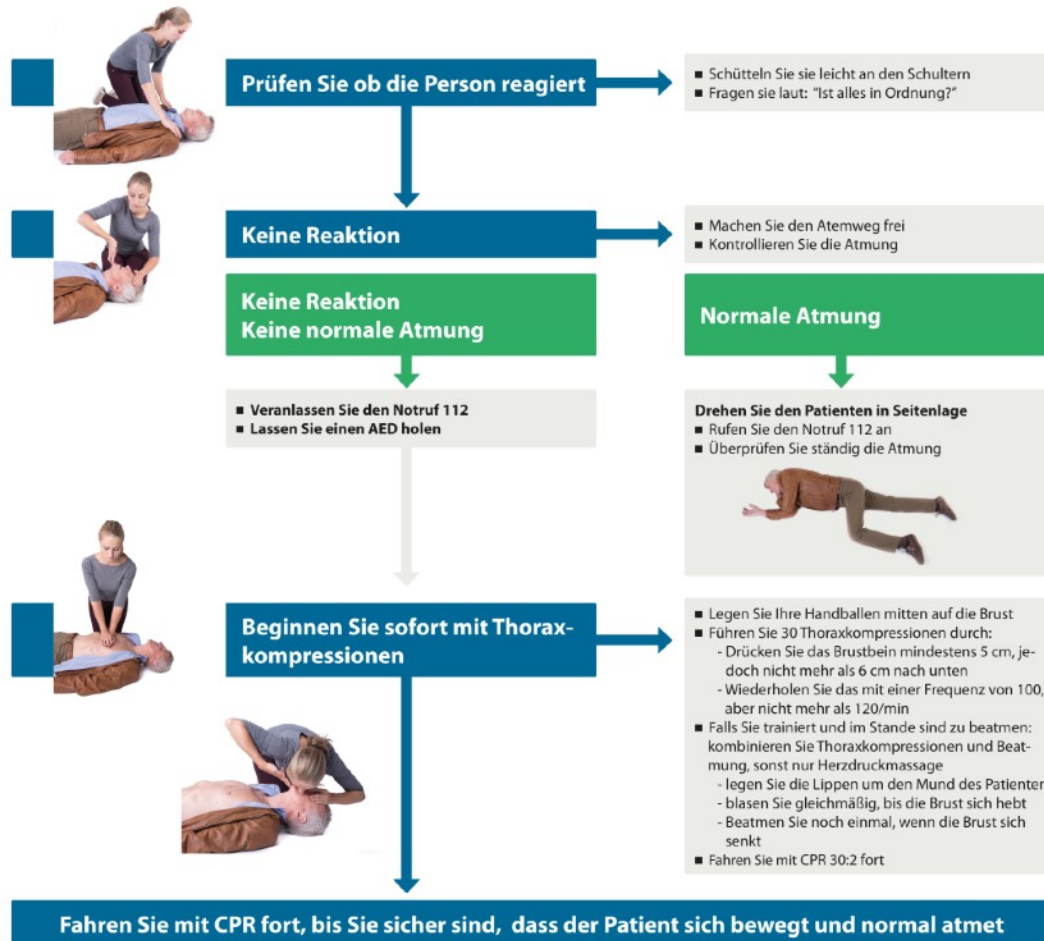 Prüfen Sie ob die Person reagiert
■ Schütteln Sie sie leicht an den Schultern
■ Fragen sie laut: "Ist alles in Ordnung?"
Keine Reaktion
■ Machen Sie den Atemweg frei
■ Kontrollieren Sie die Atmung
Keine Reaktion
Keine normale Atmung
Normale Atmung
■ Veranlassen Sie den Notruf 112
■ Lassen Sie einen AED holen
Drehen Sie den Patienten in Seitenlage
■ Rufen Sie den Notruf 112 an
■ Überprüfen Sie ständig die Atmung
Beginnen Sie sofort mit Thorax-
kompressionen
■ Legen Sie Ihre Handballen mitten auf die Brust
■ Führen Sie 30 Thoraxkompressionen durch:
- Drücken Sie das Brustbein mindestens 5 cm, je-
doch nicht mehr als 6 cm nach unten
- Wiederholen Sie das mit einer Frequenz von 100,
aber nicht mehr als 120/min
■ Falls Sie trainiert und im Stande sind zu beatmen:
kombinieren Sie Thoraxkompressionen und Beat-
mung, sonst nur Herzdruckmassage
- legen Sie die Lippen um den Mund des Patienten
- blasen Sie gleichmäßig, bis die Brust sich hebt
- Beatmen Sie noch einmal, wenn die Brust sich
senkt
■ Fahren Sie mit CPR 30:2 fort
Fahren Sie mit CPR fort, bis Sie sicher sind, dass der Patient sich bewegt und normal atmet